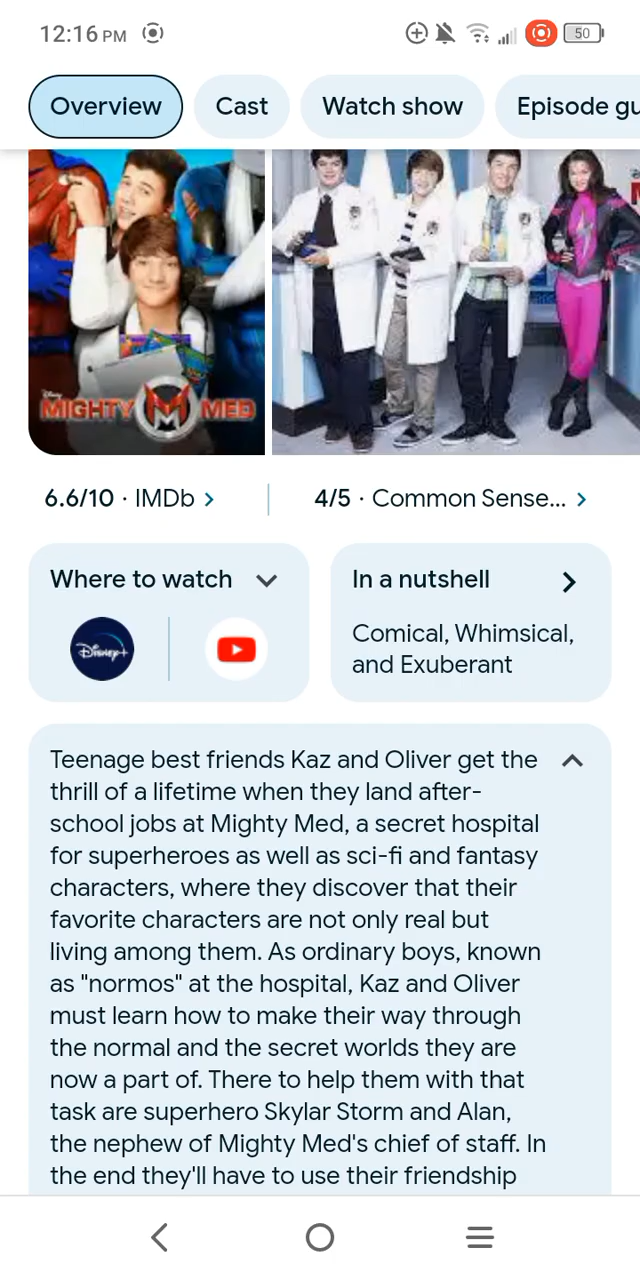 12:16 PM
50
Overview
Cast
Watch show
Episode gu
Disney
MIGHTY M MED
6.6/10 · IMDb
4/5 · Common Sense...
Where to watch
In a nutshell
Disney+
Comical, Whimsical,
and Exuberant
Teenage best friends Kaz and Oliver get the
thrill of a lifetime when they land after-
school jobs at Mighty Med, a secret hospital
for superheroes as well as sci-fi and fantasy
characters, where they discover that their
favorite characters are not only real but
living among them. As ordinary boys, known
as "normos" at the hospital, Kaz and Oliver
must learn how to make their way through
the normal and the secret worlds they are
now a part of. There to help them with that
task are superhero Skylar Storm and Alan,
the nephew of Mighty Med's chief of staff. In
the end they'll have to use their friendship